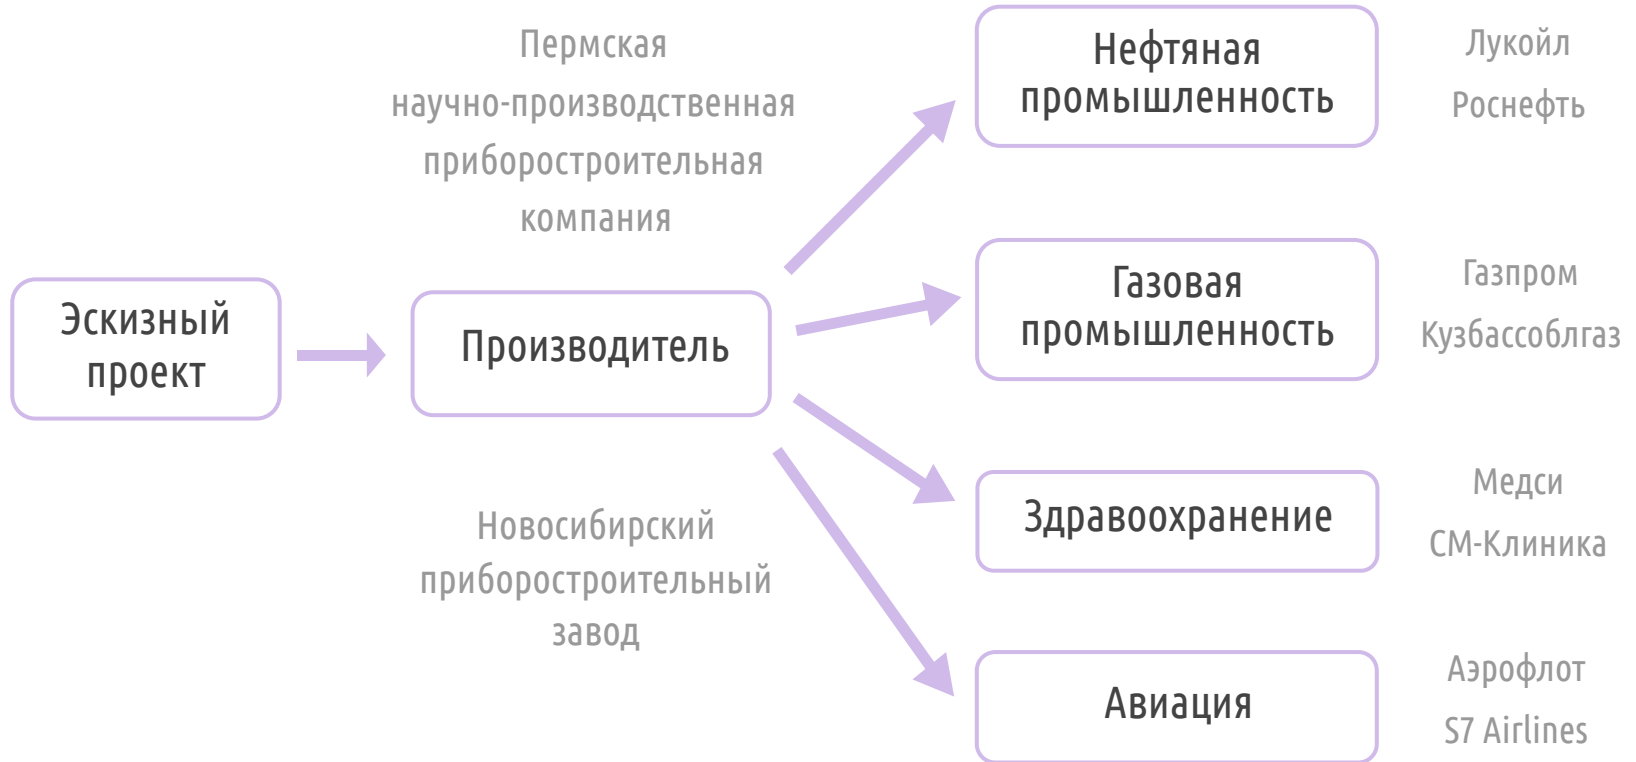 Эскизный
проект
Пермская
научно-производственная
приборостроительная
компания
Производитель
Новосибирский
приборостроительный
завод
Нефтяная
промышленность
Лукойл
Роснефть
Газовая
промышленность
Газпром
Кузбассоблгаз
Здравоохранение
Медси
СМ-Клиника
Авиация
Аэрофлот
S7 Airlines